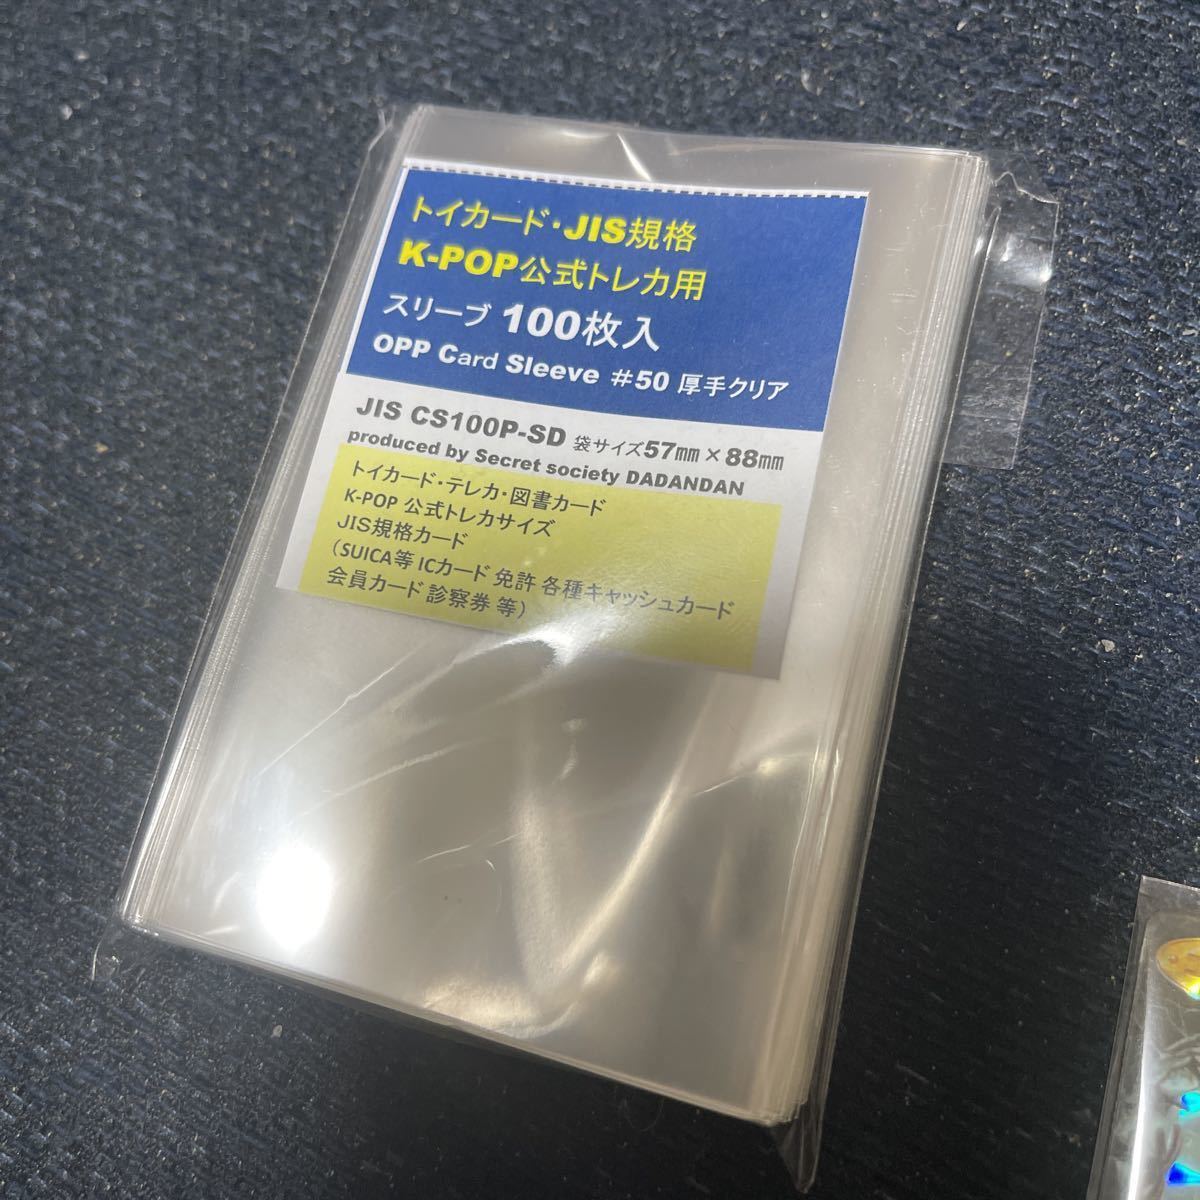 トイカード・JIS規格
K-POP公式トレカ用
スリーブ 100枚入
OPP Card Sleeve #50 厚手クリア
JIS CS100P-SD 袋サイズ57㎜×88㎜
produced by Secret society DADANDAN
トイカード・テレカ・図書カード
K-POP 公式トレカサイズ
JIS規格カード
（SUICA等 ICカード 免許 各種キャッシュカード
会員カード 診察券 等）